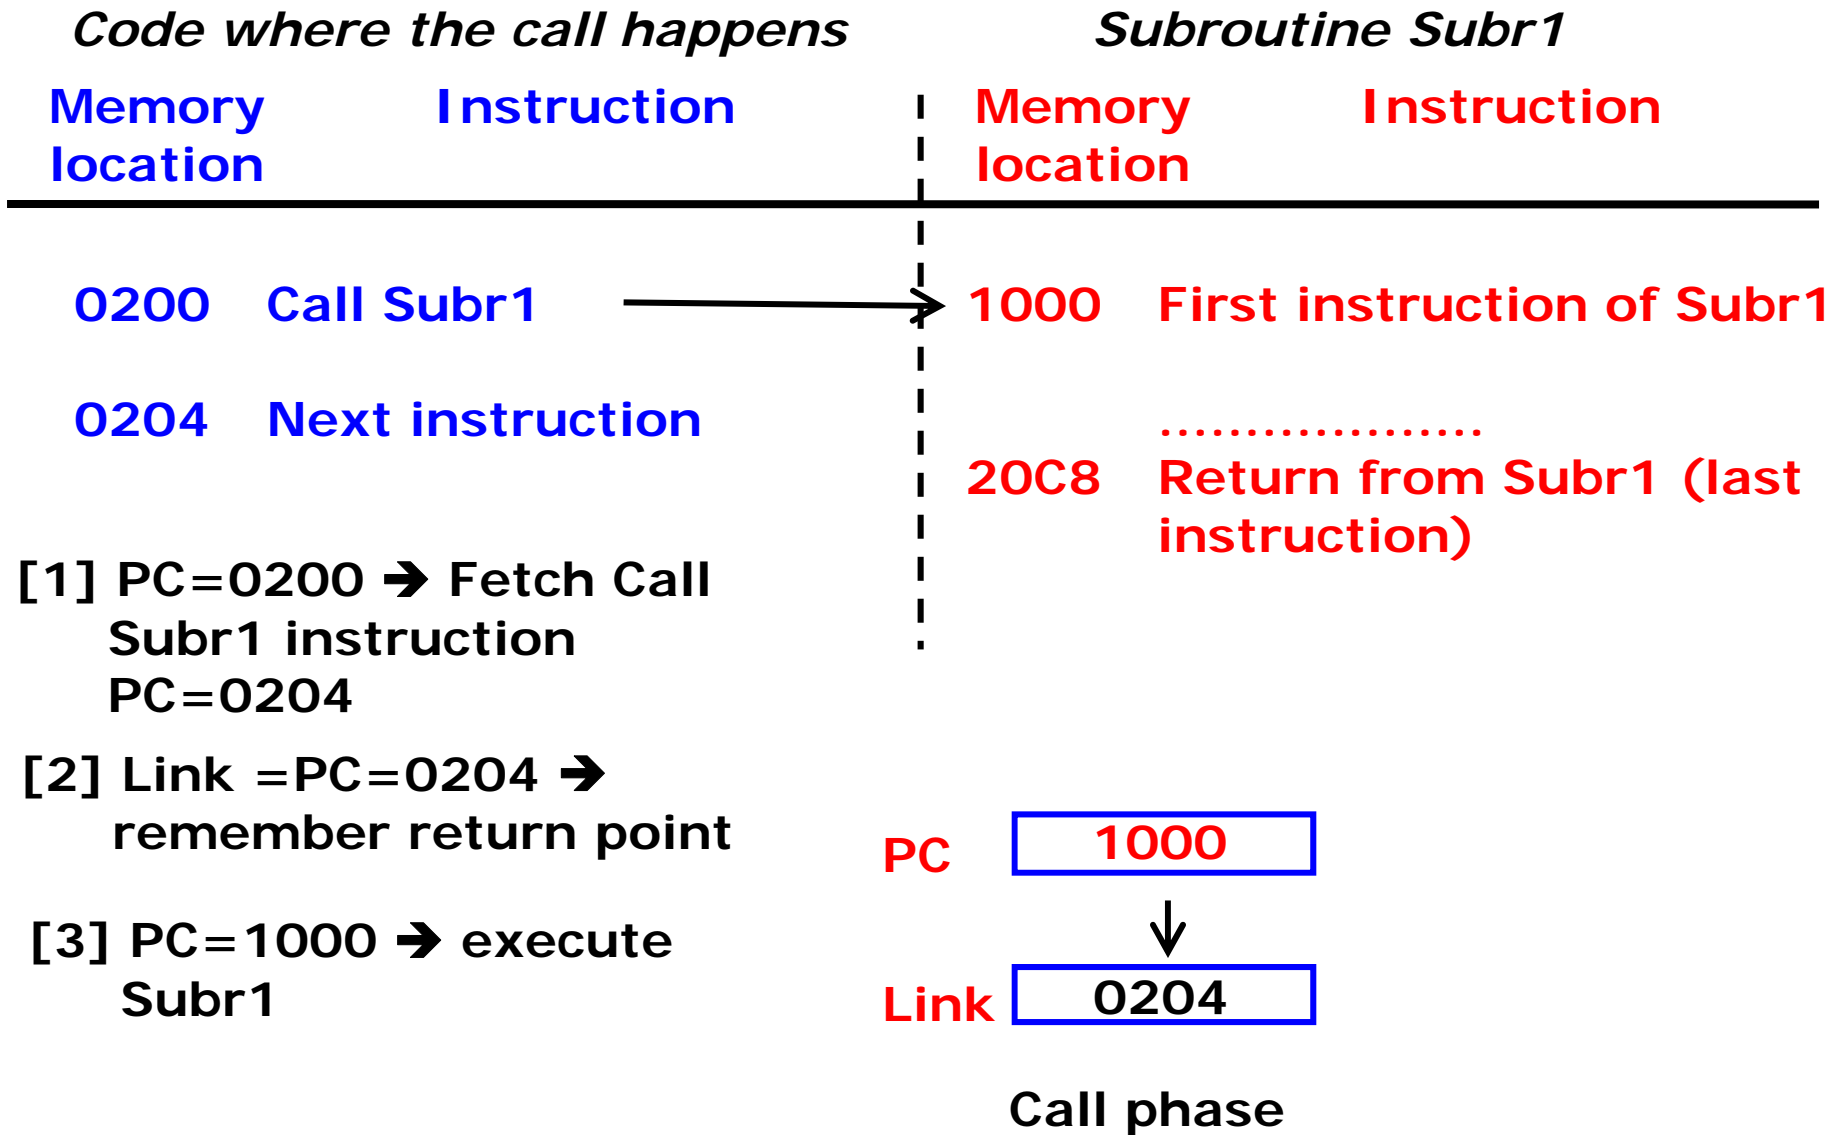 Code where the call happens
Subroutine Subr1
Memory Instruction
location
Memory Instruction
location
0200 Call Subr1
1000 First instruction of Subr1
0204 Next instruction
...................
20C8 Return from Subr1 (last
instruction)
[1] PC=0200 ➔ Fetch Call
Subr1 instruction
PC=0204
[2] Link =PC=0204 ➔
remember return point
[3] PC=1000 ➔ execute
Subr1
PC 1000
Link 0204
Call phase